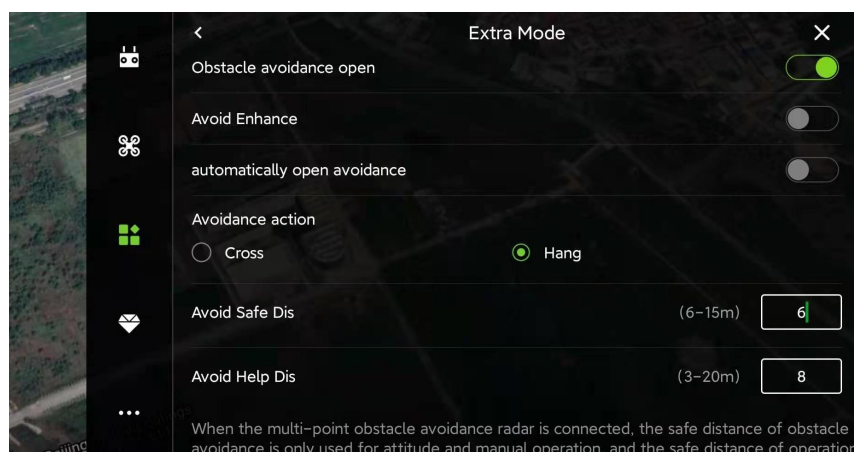 Extra Mode
Obstacle avoidance open
Avoid Enhance
automatically open avoidance
Avoidance action
Cross
Hang
Avoid Safe Dis (6-15m) 6
Avoid Help Dis (3-20m) 8
When the multi-point obstacle avoidance radar is connected, the safe distance of obstacle
avoidance is only used for attitude and manual operation, and the safe distance of operation